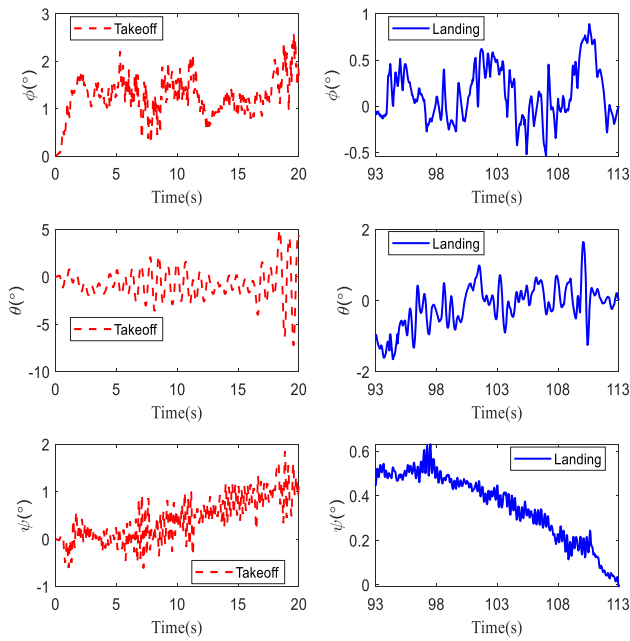 3
Takeoff
2
1
0
ϕ(°)
0 5 10 15 20
Time(s)
1
Landing
0.5
0
-0.5
ϕ(°)
93 98 103 108 113
Time(s)
5
0
-5
Takeoff
-10
θ(°)
0 5 10 15 20
Time(s)
2
Landing
0
-2
θ(°)
93 98 103 108 113
Time(s)
2
1
0
Takeoff
-1
ψ(°)
0 5 10 15 20
Time(s)
0.6
Landing
0.4
0.2
0
ψ(°)
93 98 103 108 113
Time(s)